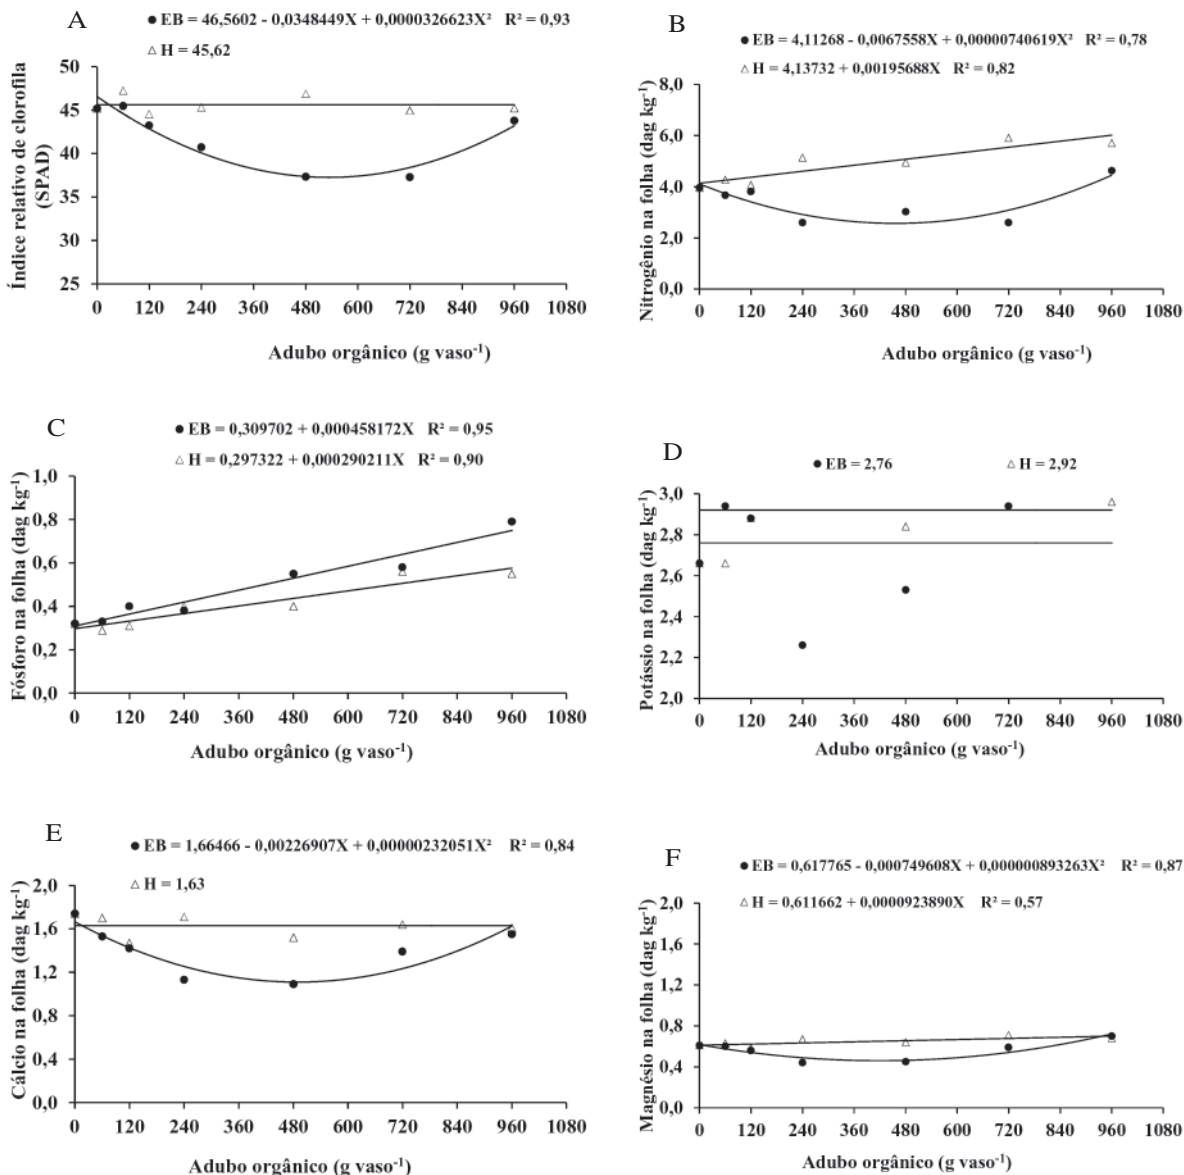 A
● EB = 46,5602 - 0,0348449X + 0,0000326623X² R² = 0,93
△ H = 45,62
Índice relativo de clorofila
(SPAD)
50
45
40
35
30
25
0 120 240 360 480 600 720 840 960 1080
Adubo orgânico (g vaso⁻¹)
B
● EB = 4,11268 - 0,0067558X + 0,00000740619X² R² = 0,78
△ H = 4,13732 + 0,00195688X R² = 0,82
Nitrogênio na folha (dag kg⁻¹)
8,0
6,0
4,0
2,0
0,0
0 120 240 360 480 600 720 840 960 1080
Adubo orgânico (g vaso⁻¹)
C
● EB = 0,309702 + 0,000458172X R² = 0,95
△ H = 0,297322 + 0,000290211X R² = 0,90
Fósforo na folha (dag kg⁻¹)
1,0
0,8
0,6
0,4
0,2
0,0
0 120 240 360 480 600 720 840 960 1080
Adubo orgânico (g vaso⁻¹)
D
● EB = 2,76 △ H = 2,92
Potássio na folha (dag kg⁻¹)
3,0
2,8
2,6
2,4
2,2
2,0
0 120 240 360 480 600 720 840 960 1080
Adubo orgânico (g vaso⁻¹)
E
● EB = 1,66466 - 0,00226907X + 0,00000232051X² R² = 0,84
△ H = 1,63
Cálcio na folha (dag kg⁻¹)
2,0
1,6
1,2
0,8
0,4
0,0
0 120 240 360 480 600 720 840 960 1080
Adubo orgânico (g vaso⁻¹)
F
● EB = 0,617765 - 0,000749608X + 0,000000893263X² R² = 0,87
△ H = 0,611662 + 0,0000923890X R² = 0,57
Magnésio na folha (dag kg⁻¹)
2,0
1,6
1,2
0,8
0,4
0,0
0 120 240 360 480 600 720 840 960 1080
Adubo orgânico (g vaso⁻¹)